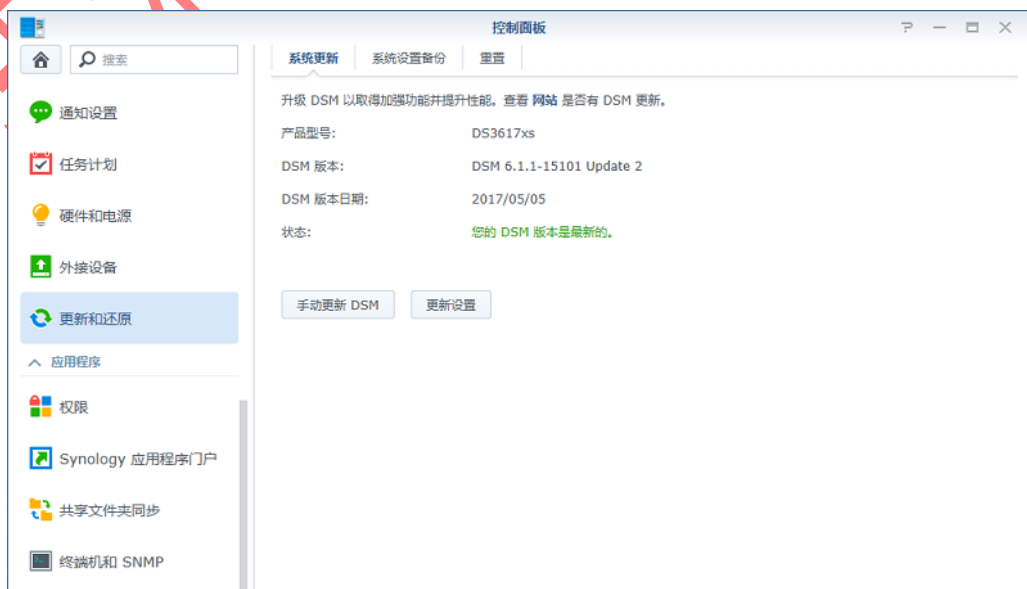 控制面板
搜索
系统更新 系统设置备份 重置
通知设置
任务计划
硬件和电源
外接设备
更新和还原
应用程序
权限
Synology 应用程序门户
共享文件夹同步
终端机和 SNMP
升级 DSM 以取得加强功能并提升性能。查看 网站 是否有 DSM 更新。
产品型号: DS3617xs
DSM 版本: DSM 6.1.1-15101 Update 2
DSM 版本日期: 2017/05/05
状态: 您的 DSM 版本是最新的。
手动更新 DSM 更新设置